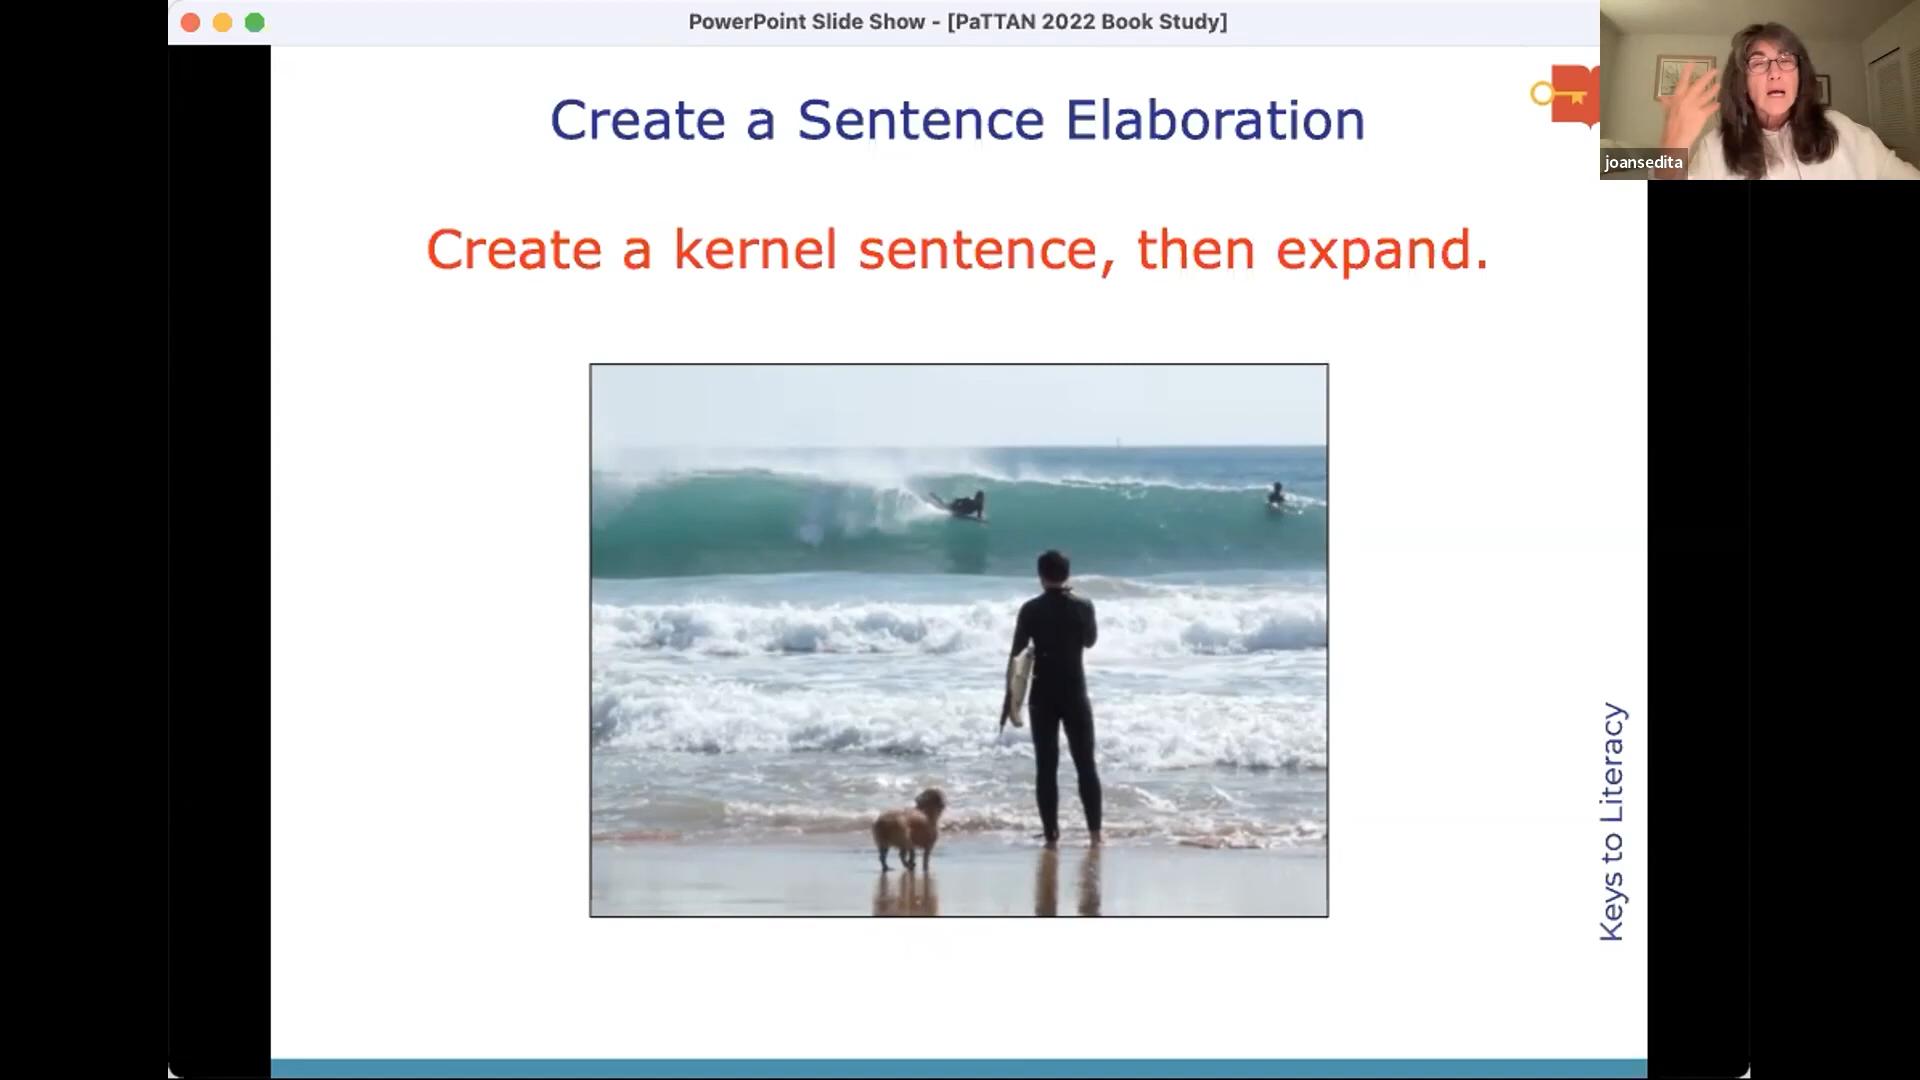 PowerPoint Slide Show - [PaTTAN 2022 Book Study]
joansedita
Create a Sentence Elaboration
Create a kernel sentence, then expand.
Keys to Literacy